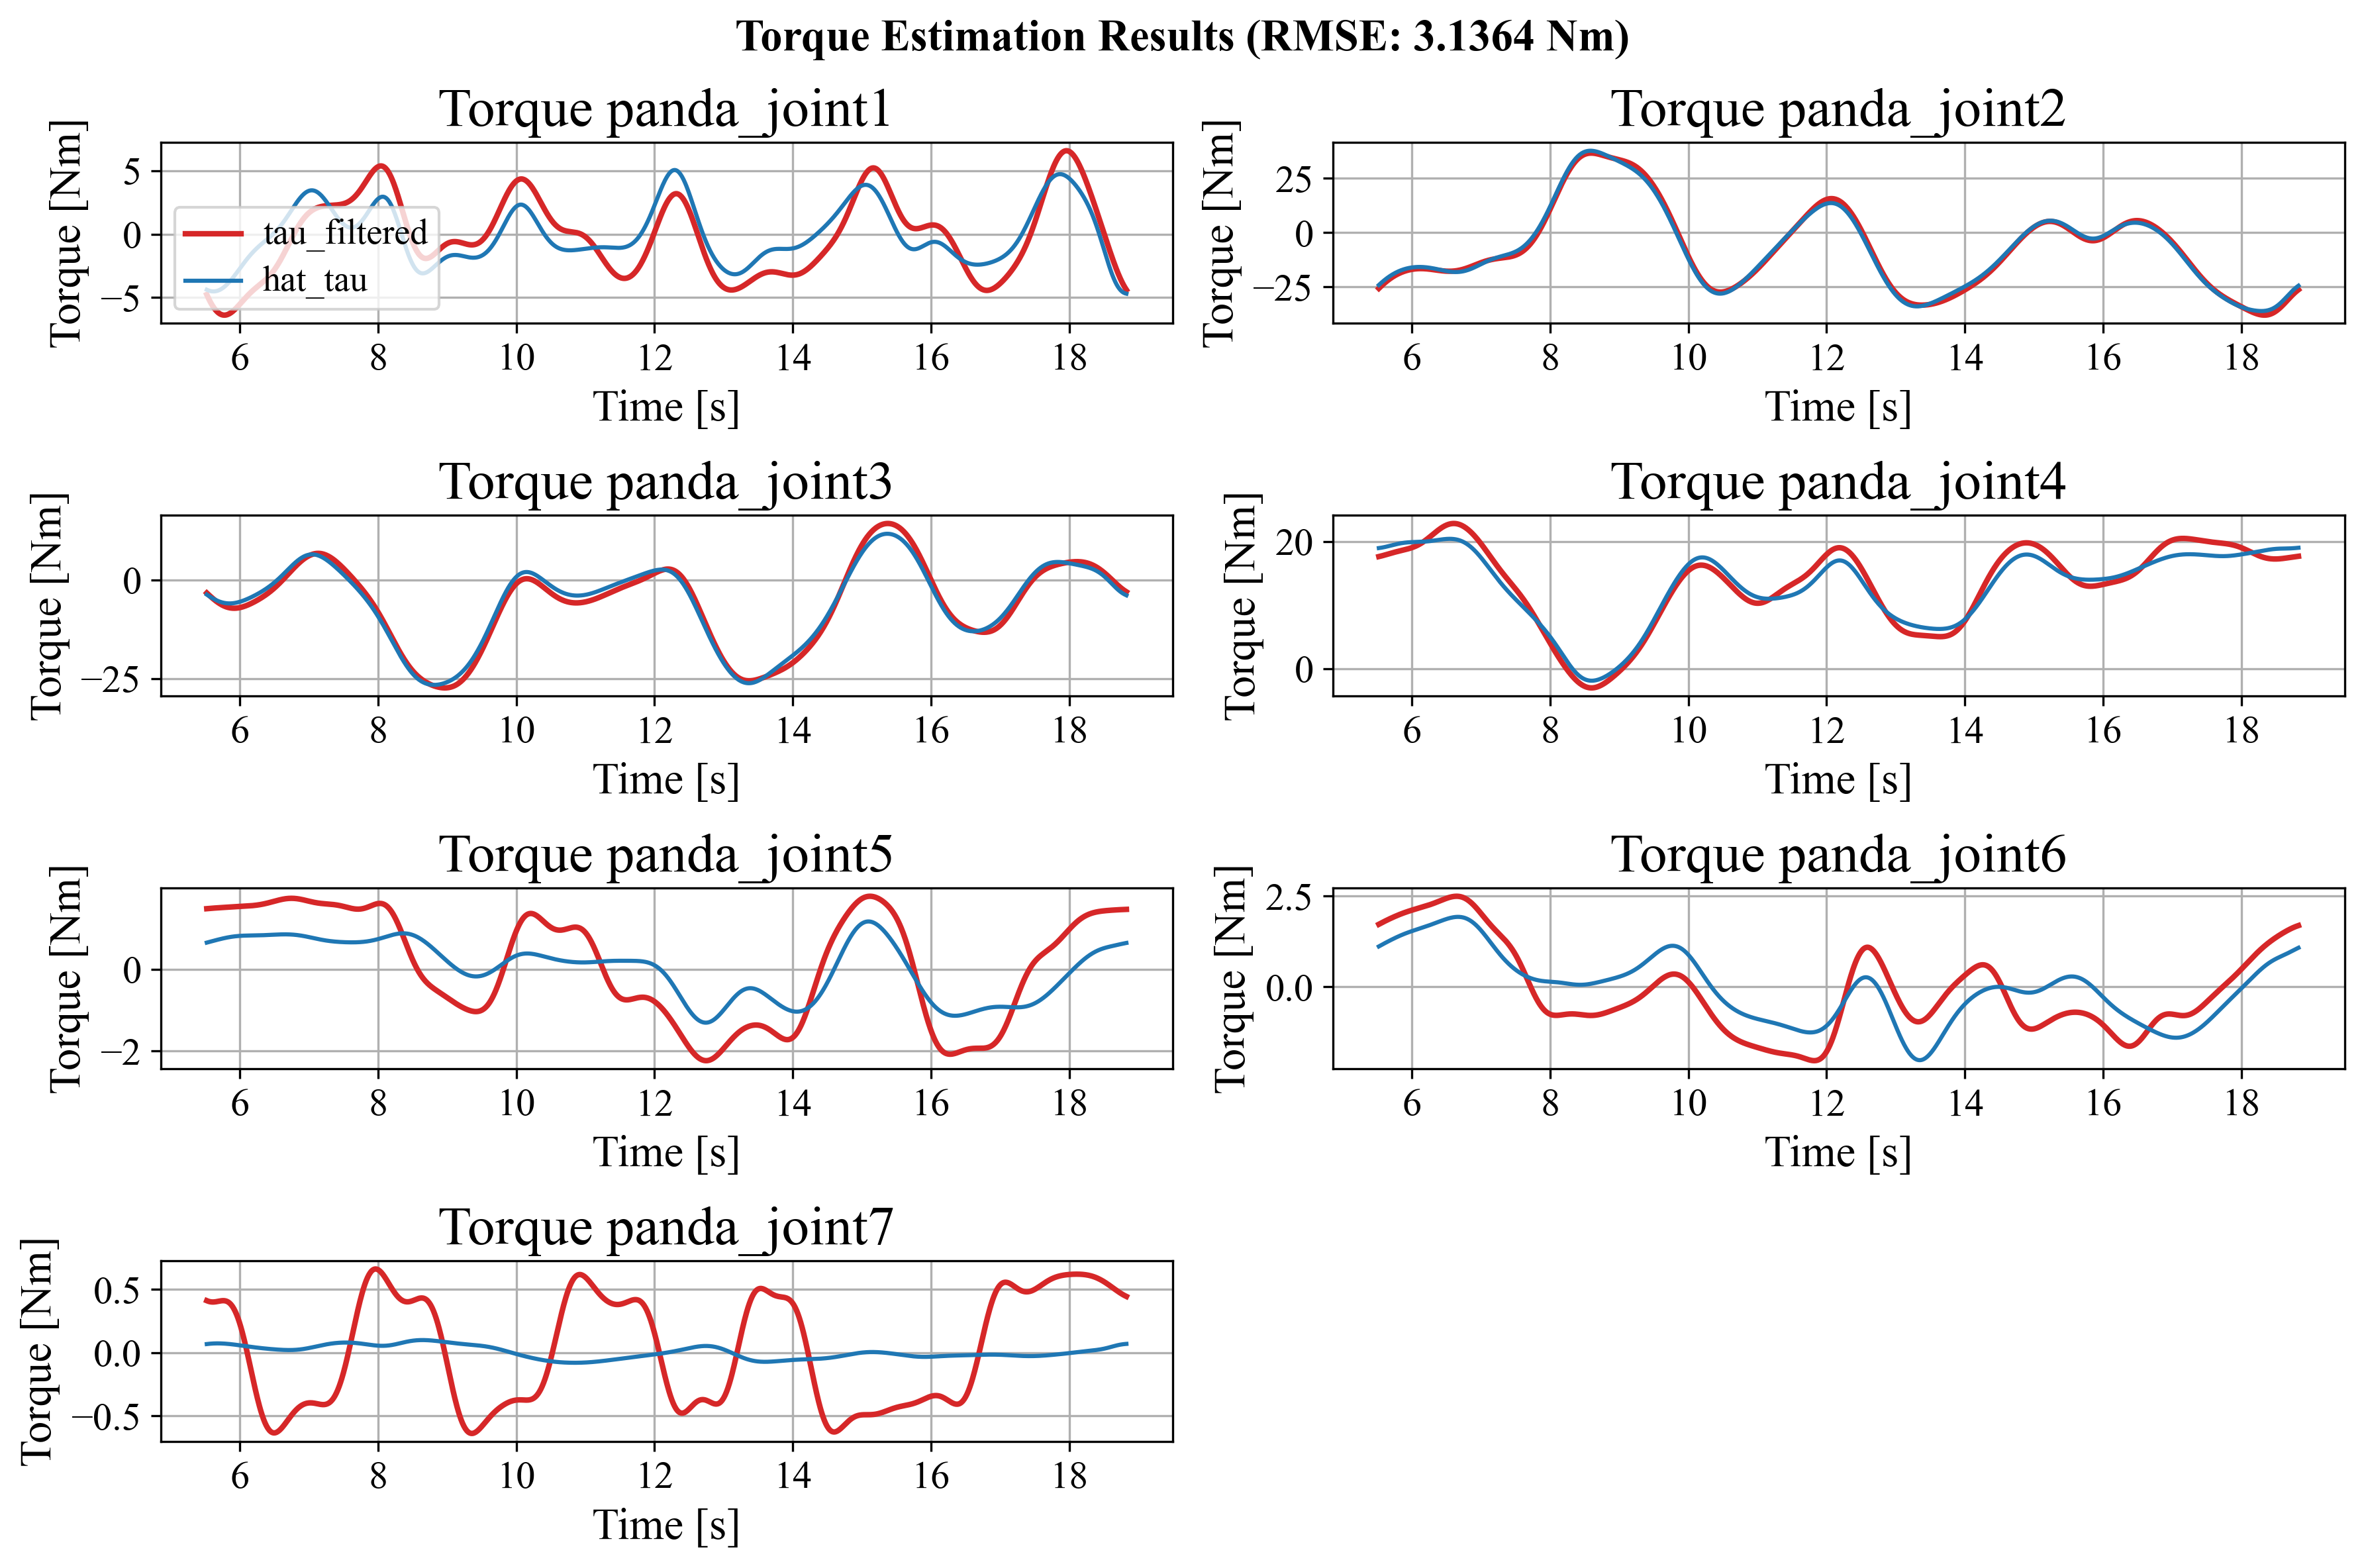 Torque Estimation Results (RMSE: 3.1364 Nm)
Torque panda_joint1
Torque [Nm]
5
0
−5
tau_filtered
hat_tau
6 8 10 12 14 16 18
Time [s]
Torque panda_joint2
Torque [Nm]
25
0
−25
6 8 10 12 14 16 18
Time [s]
Torque panda_joint3
Torque [Nm]
0
−25
6 8 10 12 14 16 18
Time [s]
Torque panda_joint4
Torque [Nm]
20
0
6 8 10 12 14 16 18
Time [s]
Torque panda_joint5
Torque [Nm]
0
−2
6 8 10 12 14 16 18
Time [s]
Torque panda_joint6
Torque [Nm]
2.5
0.0
6 8 10 12 14 16 18
Time [s]
Torque panda_joint7
Torque [Nm]
0.5
0.0
−0.5
6 8 10 12 14 16 18
Time [s]